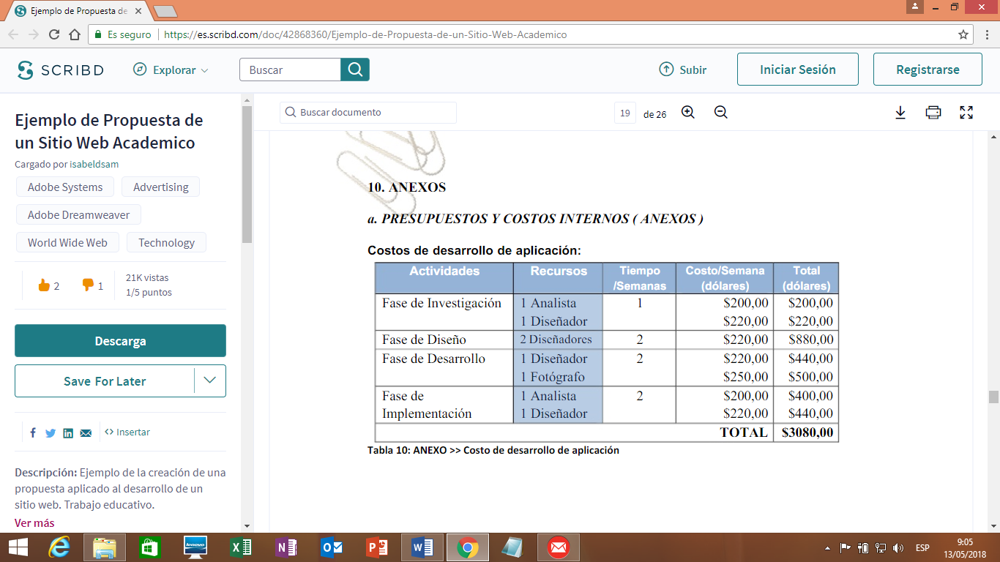 Ejemplo de Propuesta de
Es seguro
https://es.scribd.com/doc/42868360/Ejemplo-de-Propuesta-de-un-Sitio-Web-Academico
SCRIBD
Explorar
Buscar
Subir
Iniciar Sesión
Registrarse
Ejemplo de Propuesta de
un Sitio Web Academico
Cargado por isabeldsam
Adobe Systems
Advertising
Adobe Dreamweaver
World Wide Web
Technology
2
1
21K vistas
1/5 puntos
Descarga
Save For Later
Insertar
Descripción: Ejemplo de la creación de una
propuesta aplicado al desarrollo de un
sitio web. Trabajo educativo.
Ver más
Buscar documento
19
de 26
10. ANEXOS
a. PRESUPUESTOS Y COSTOS INTERNOS ( ANEXOS )
Costos de desarrollo de aplicación:
Actividades Recursos Tiempo /Semanas Costo/Semana (dólares) Total (dólares)
Fase de Investigación 1 Analista 1 $200,00 $200,00
1 Diseñador $220,00 $220,00
Fase de Diseño 2 Diseñadores 2 $220,00 $880,00
Fase de Desarrollo 1 Diseñador 2 $220,00 $440,00
1 Fotógrafo $250,00 $500,00
Fase de 1 Analista 2 $200,00 $400,00
Implementación 1 Diseñador $220,00 $440,00
TOTAL $3080,00
Tabla 10: ANEXO >> Costo de desarrollo de aplicación
lenovo
ESP
9:05
13/05/2018